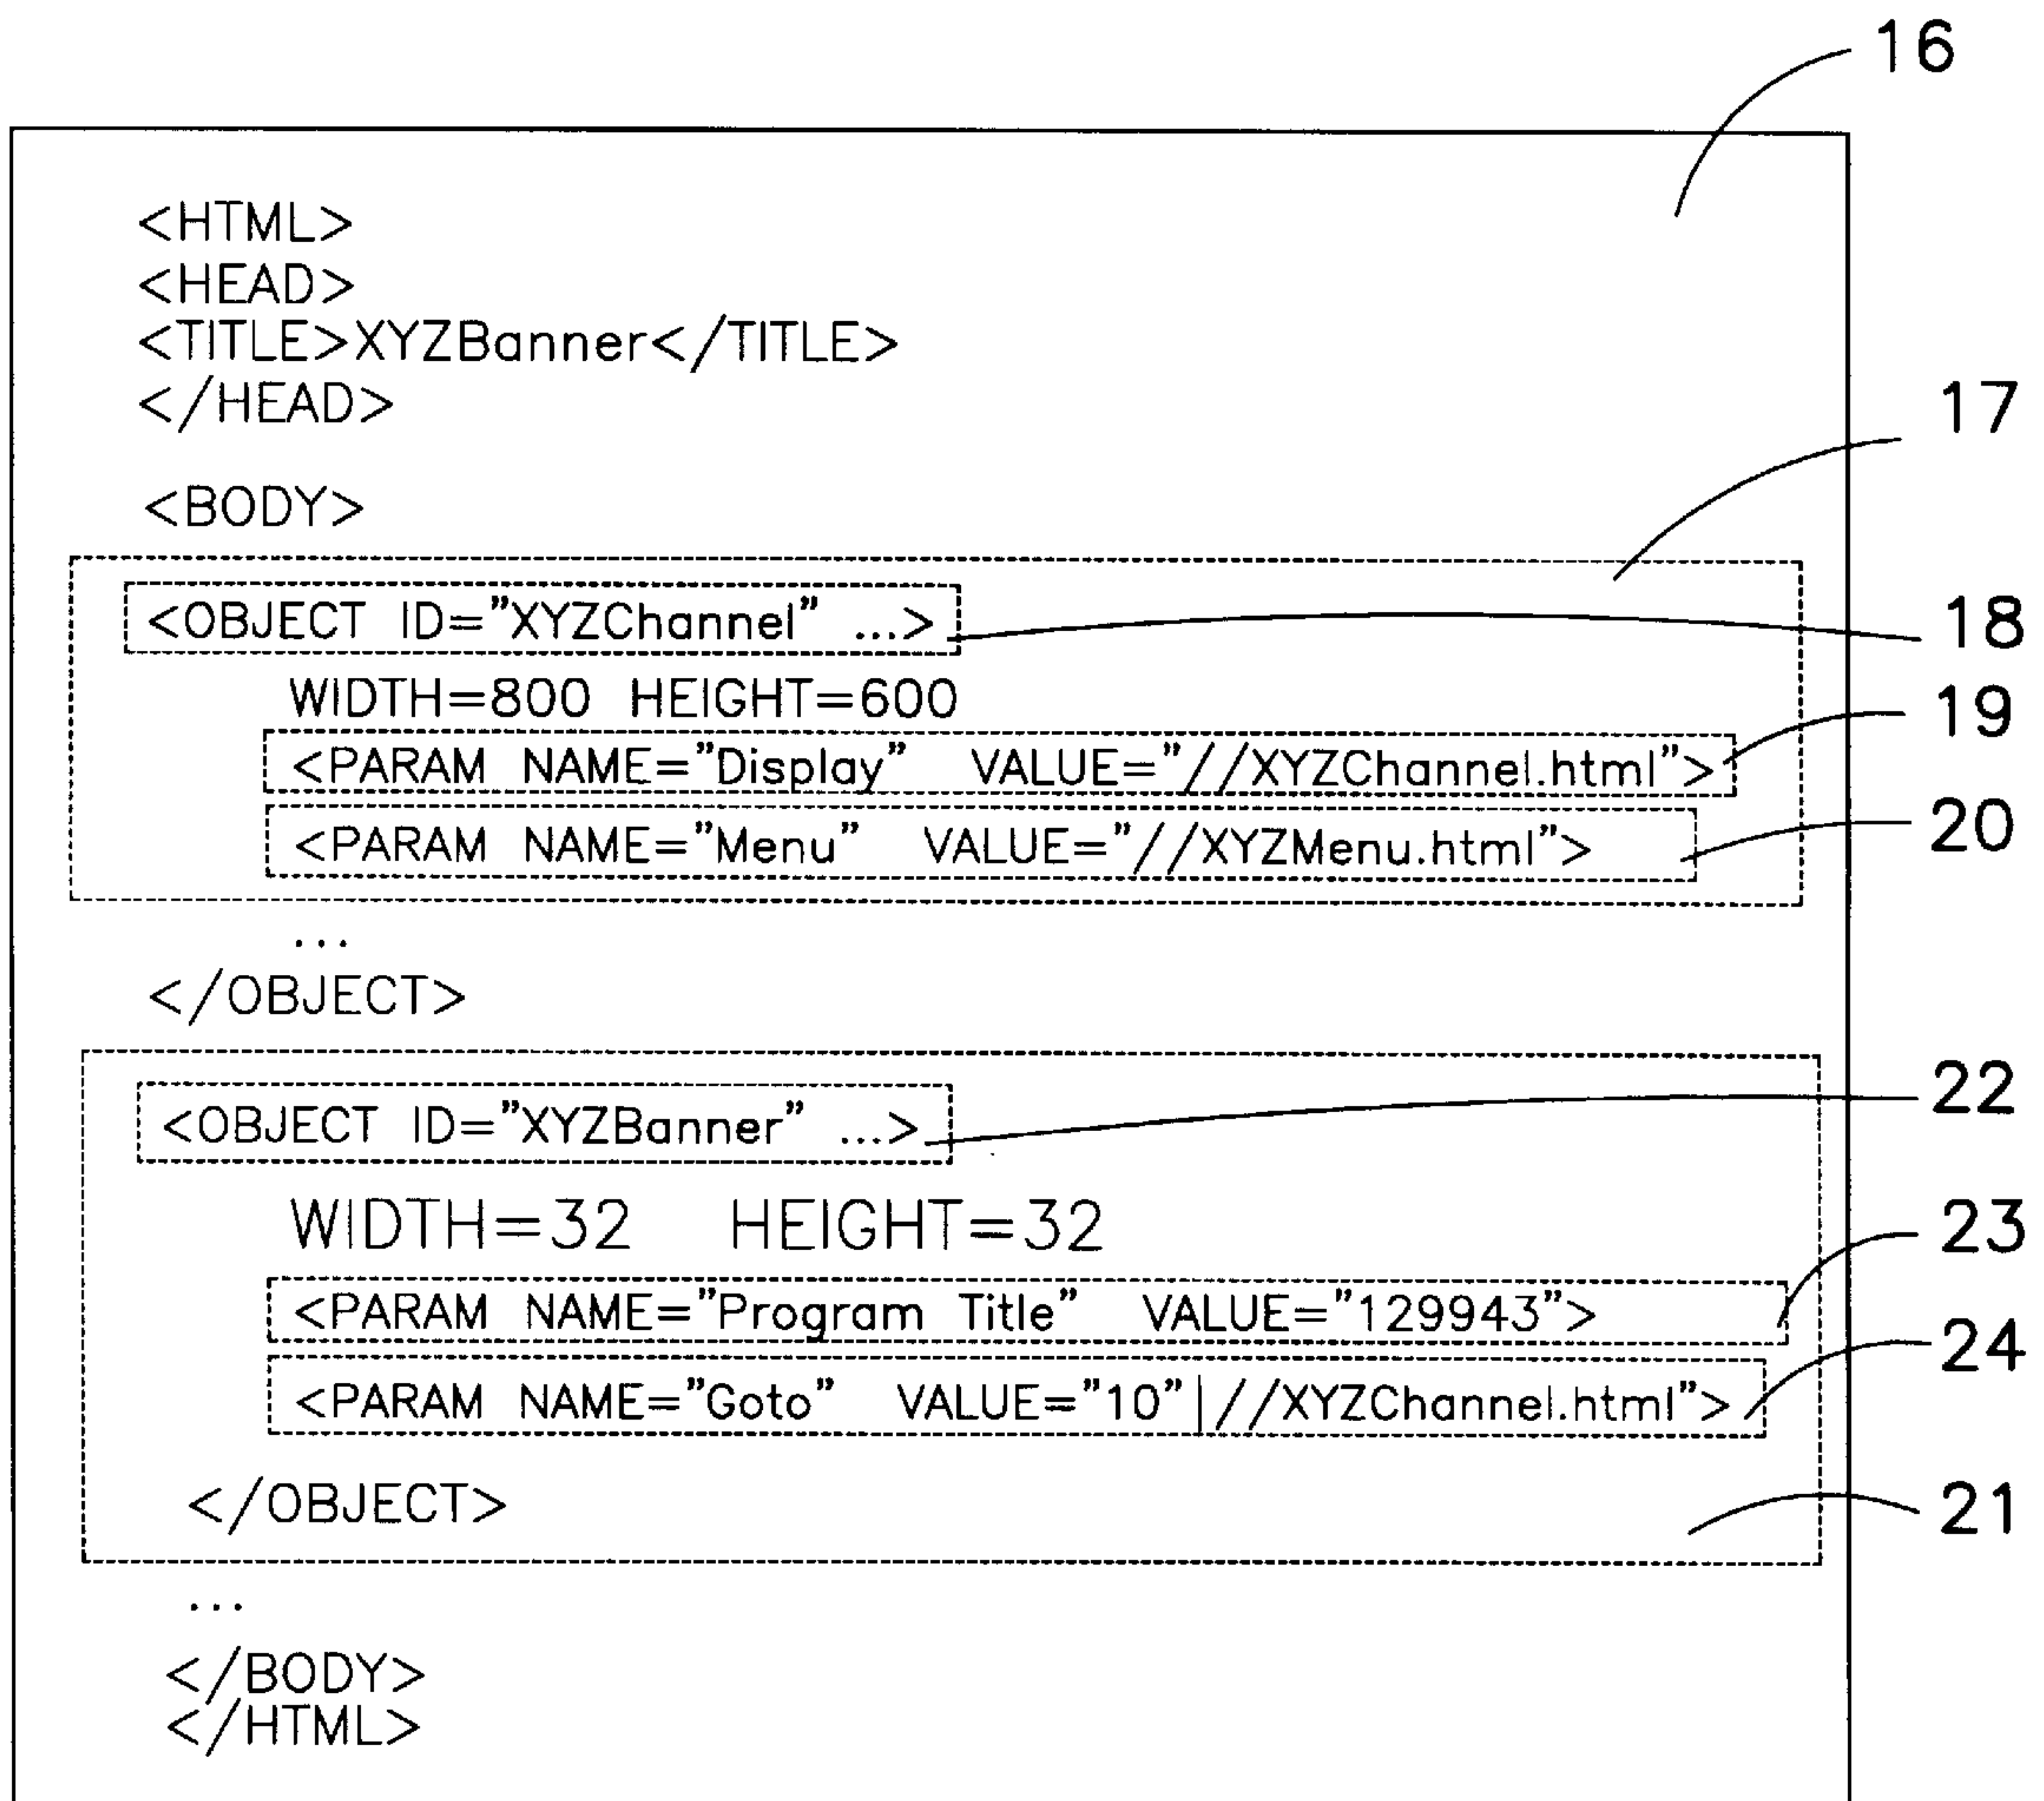 16
<HTML>
<HEAD>
<TITLE>XYZBanner</TITLE>
</HEAD>
17
<BODY>
<OBJECT ID="XYZChannel" ...>
18
WIDTH=800 HEIGHT=600
19
<PARAM NAME="Display" VALUE="//XYZChannel.html">
20
<PARAM NAME="Menu" VALUE="//XYZMenu.html">
...
</OBJECT>
22
<OBJECT ID="XYZBanner" ...>
WIDTH=32 HEIGHT=32
23
<PARAM NAME="Program Title" VALUE="129943">
24
<PARAM NAME="Goto" VALUE="10"|//XYZChannel.html">
</OBJECT>
21
...
</BODY>
</HTML>